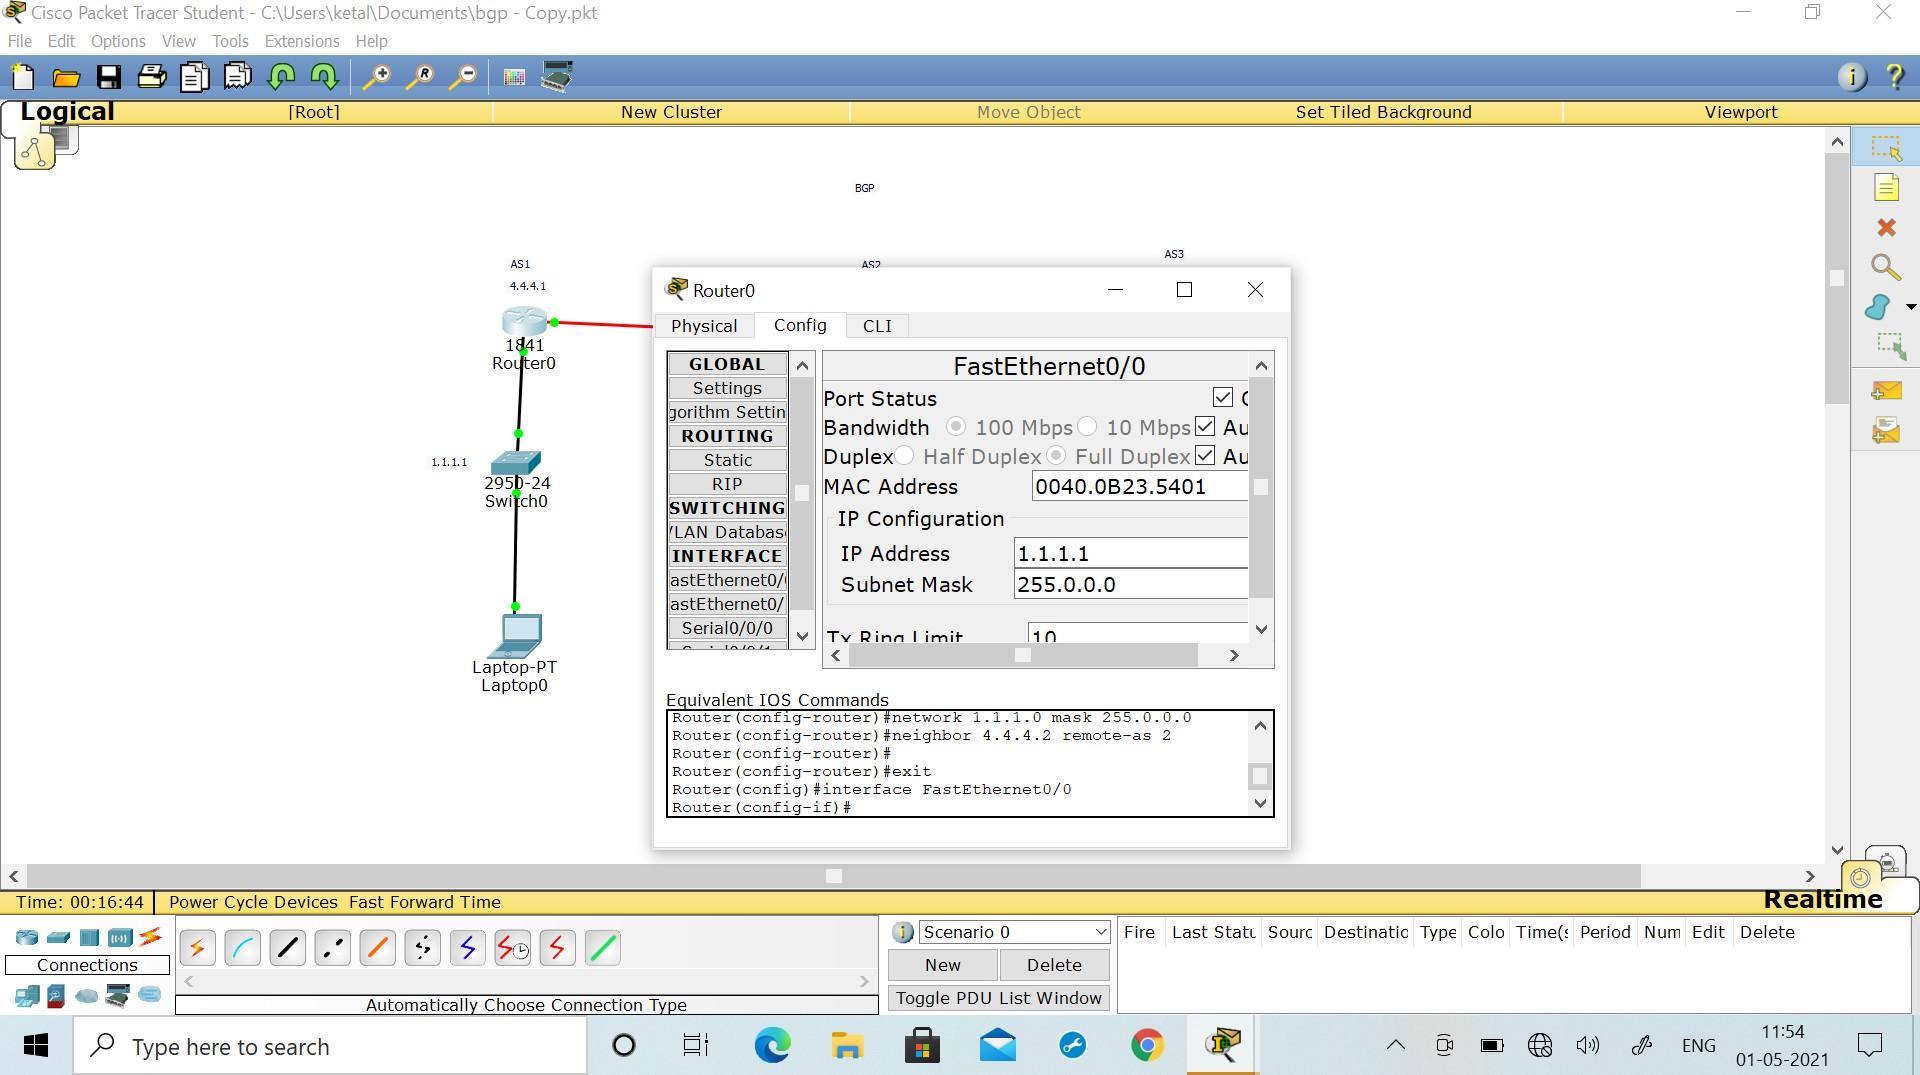 Cisco Packet Tracer Student - C:\Users\ketal\Documents\bgp - Copy.pkt
File Edit Options View Tools Extensions Help
Logical [Root] New Cluster Move Object Set Tiled Background Viewport
BGP
AS1
AS2
AS3
4.4.4.1
1841
Router0
1.1.1.1
2950-24
Switch0
Laptop-PT
Laptop0
Router0
Physical Config CLI
GLOBAL
Settings
gorithm Settin
ROUTING
Static
RIP
SWITCHING
VLAN Databas
INTERFACE
astEthernet0/
astEthernet0/
Serial0/0/0
Serial0/0/1
FastEthernet0/0
Port Status
Bandwidth 100 Mbps 10 Mbps Au
Duplex Half Duplex Full Duplex Au
MAC Address 0040.0B23.5401
IP Configuration
IP Address 1.1.1.1
Subnet Mask 255.0.0.0
Tx Ring Limit 10
Equivalent IOS Commands
Router(config-router)#network 1.1.1.0 mask 255.0.0.0
Router(config-router)#neighbor 4.4.4.2 remote-as 2
Router(config-router)#
Router(config-router)#exit
Router(config)#interface FastEthernet0/0
Router(config-if)#
Time: 00:16:44 Power Cycle Devices Fast Forward Time Realtime
Connections
Automatically Choose Connection Type
Scenario 0
New Delete
Toggle PDU List Window
Fire Last Statu Sourc Destinatio Type Colo Time(s Period Num Edit Delete
Type here to search
ENG
11:54
01-05-2021